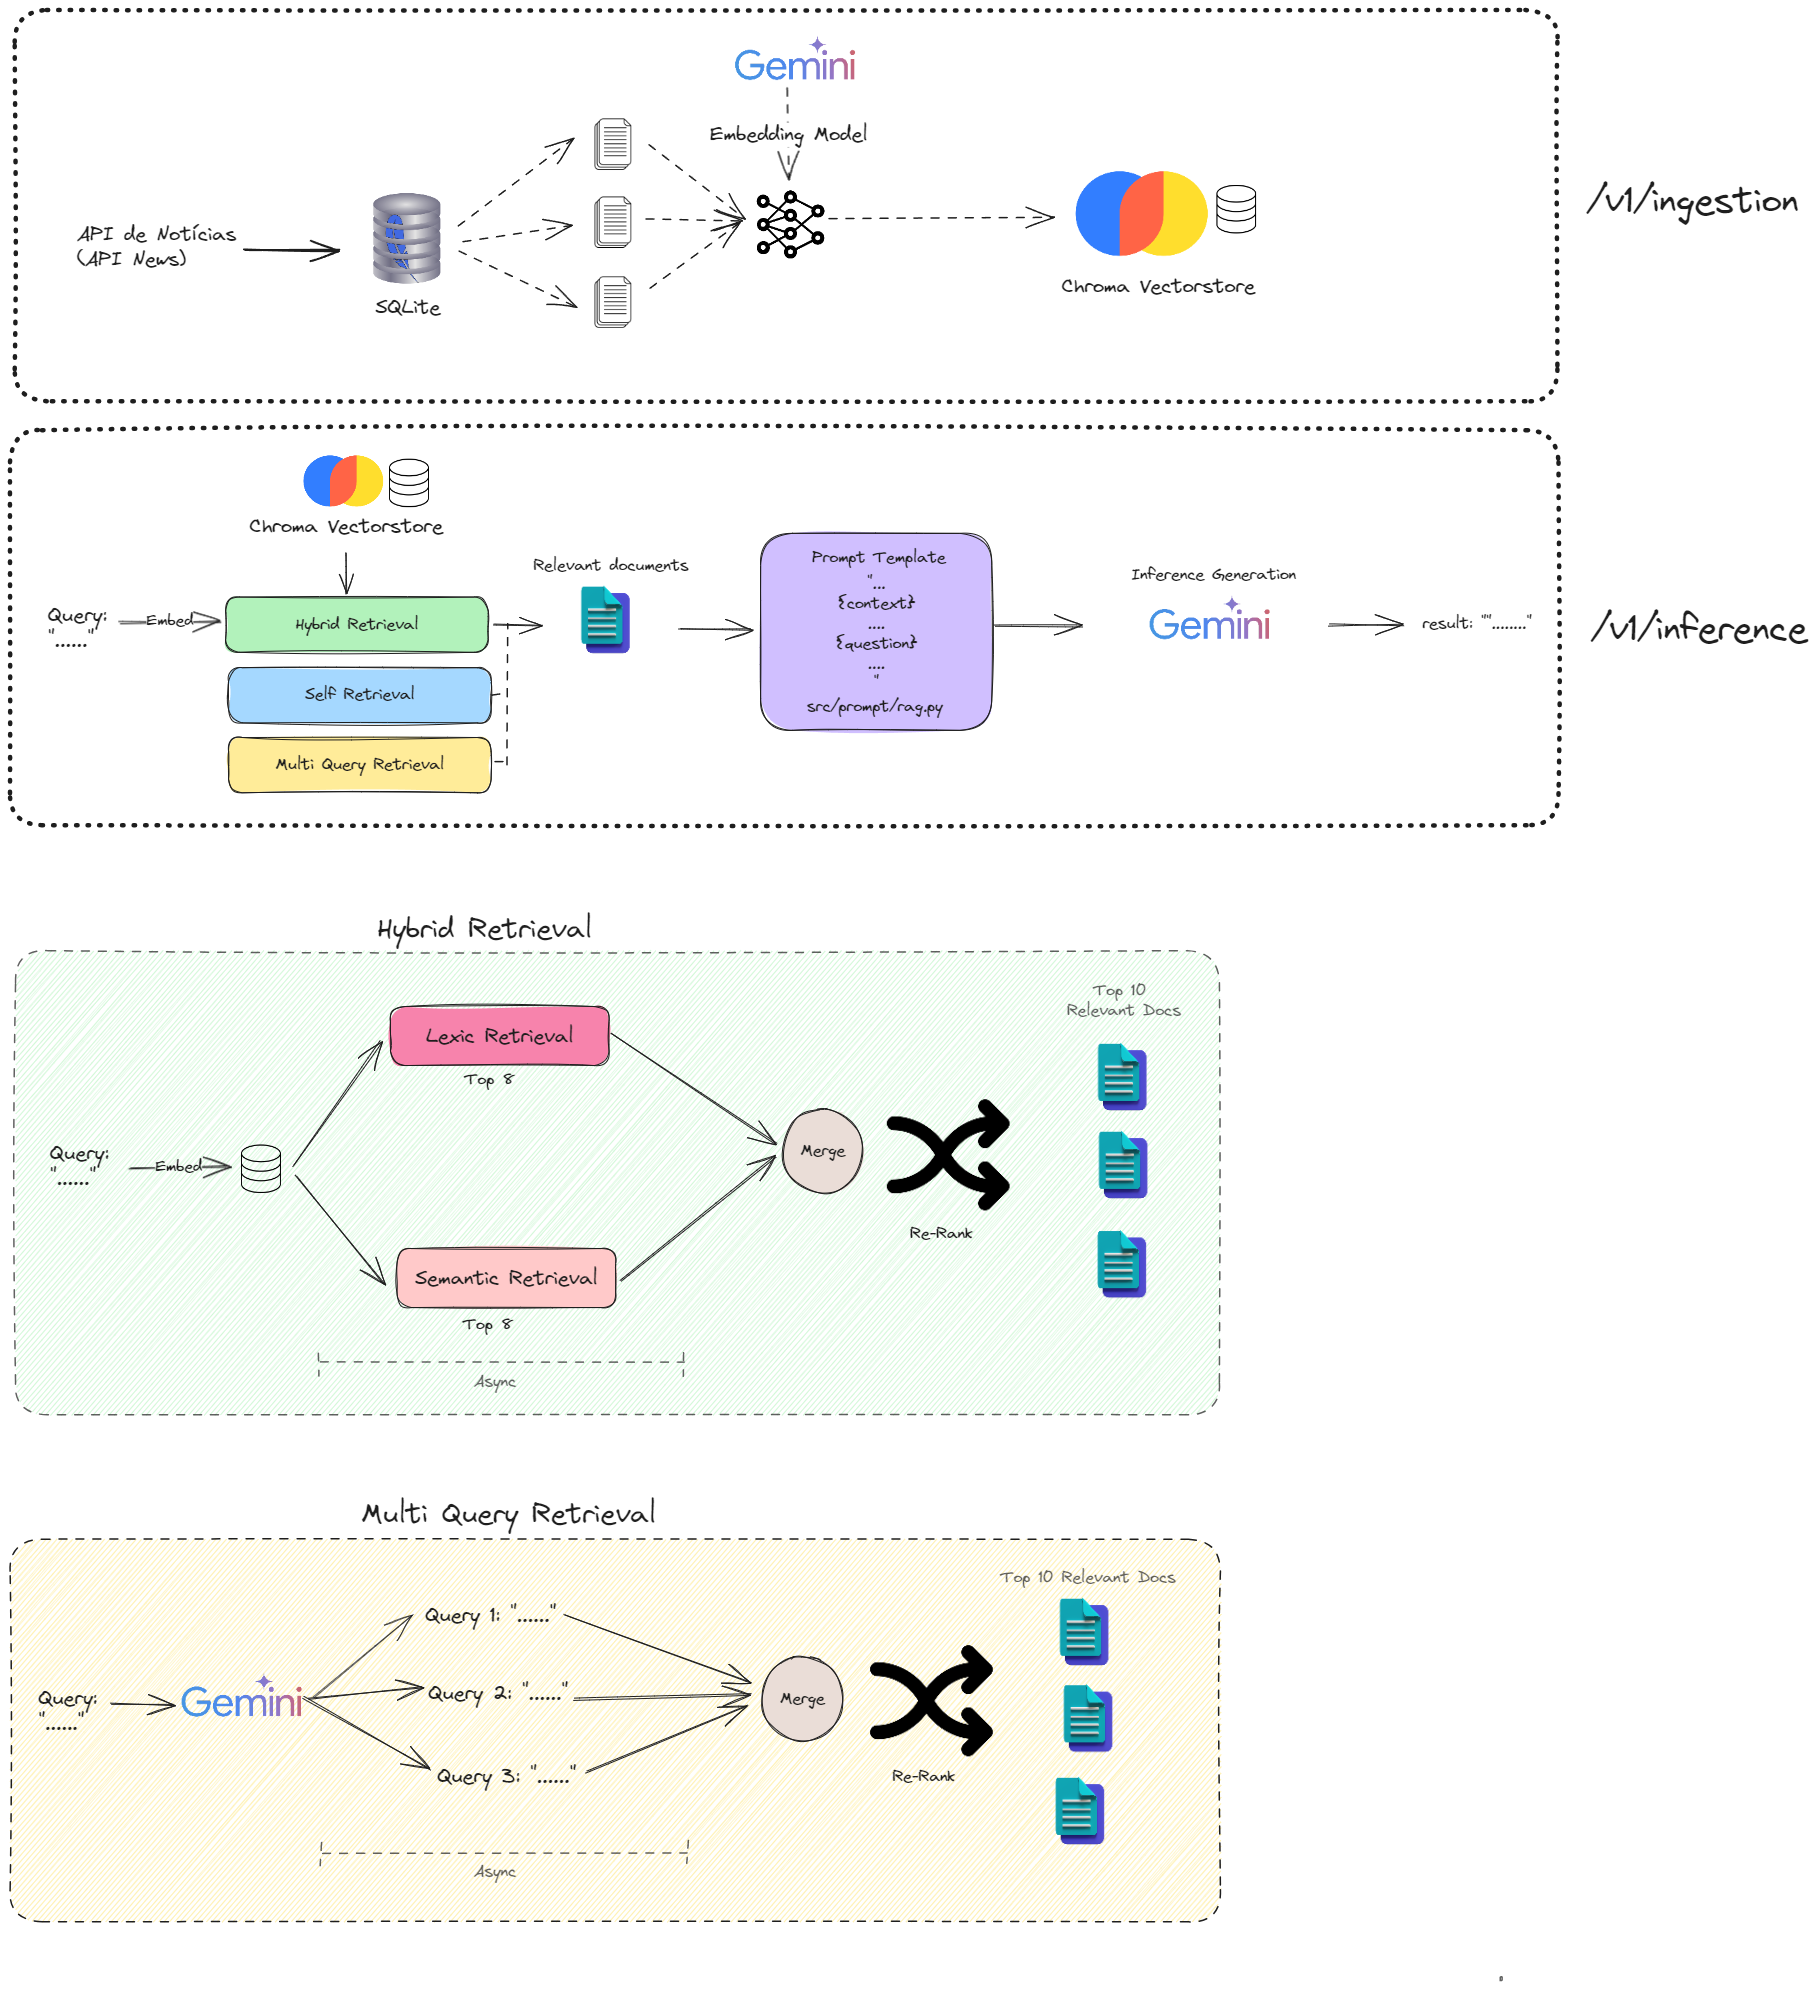 Gemini
Embedding Model
API de Notícias
(API News)
SQLite
Chroma Vectorstore
/v1/ingestion
Chroma Vectorstore
Query:
"......"
Embed
Hybrid Retrieval
Self Retrieval
Multi Query Retrieval
Relevant documents
Prompt Template
"...
{context}
....
{question}
....
"
src/prompt/rag.py
Inference Generation
Gemini
result: ""........"
/v1/inference
Hybrid Retrieval
Query:
"......"
Embed
Lexic Retrieval
Top 8
Semantic Retrieval
Top 8
Async
Merge
Re-Rank
Top 10
Relevant Docs
Multi Query Retrieval
Query:
"......"
Gemini
Query 1: "......"
Query 2: "......"
Query 3: "......"
Async
Merge
Re-Rank
Top 10 Relevant Docs